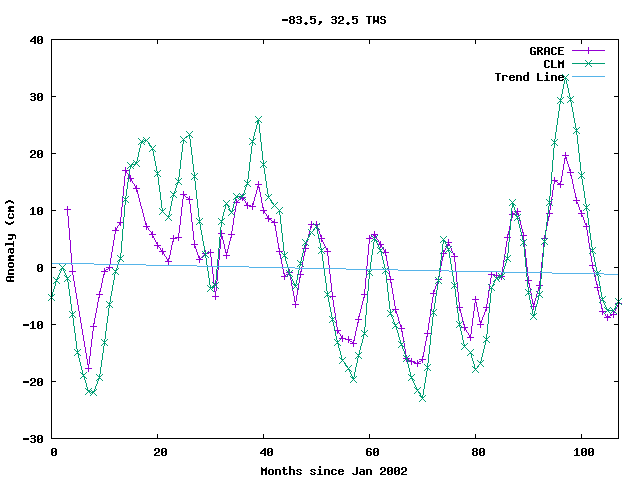 -83.5, 32.5 TWS
GRACE
CLM
Trend Line
40
30
20
10
0
-10
-20
-30
Anomaly (cm)
0 20 40 60 80 100
Months since Jan 2002